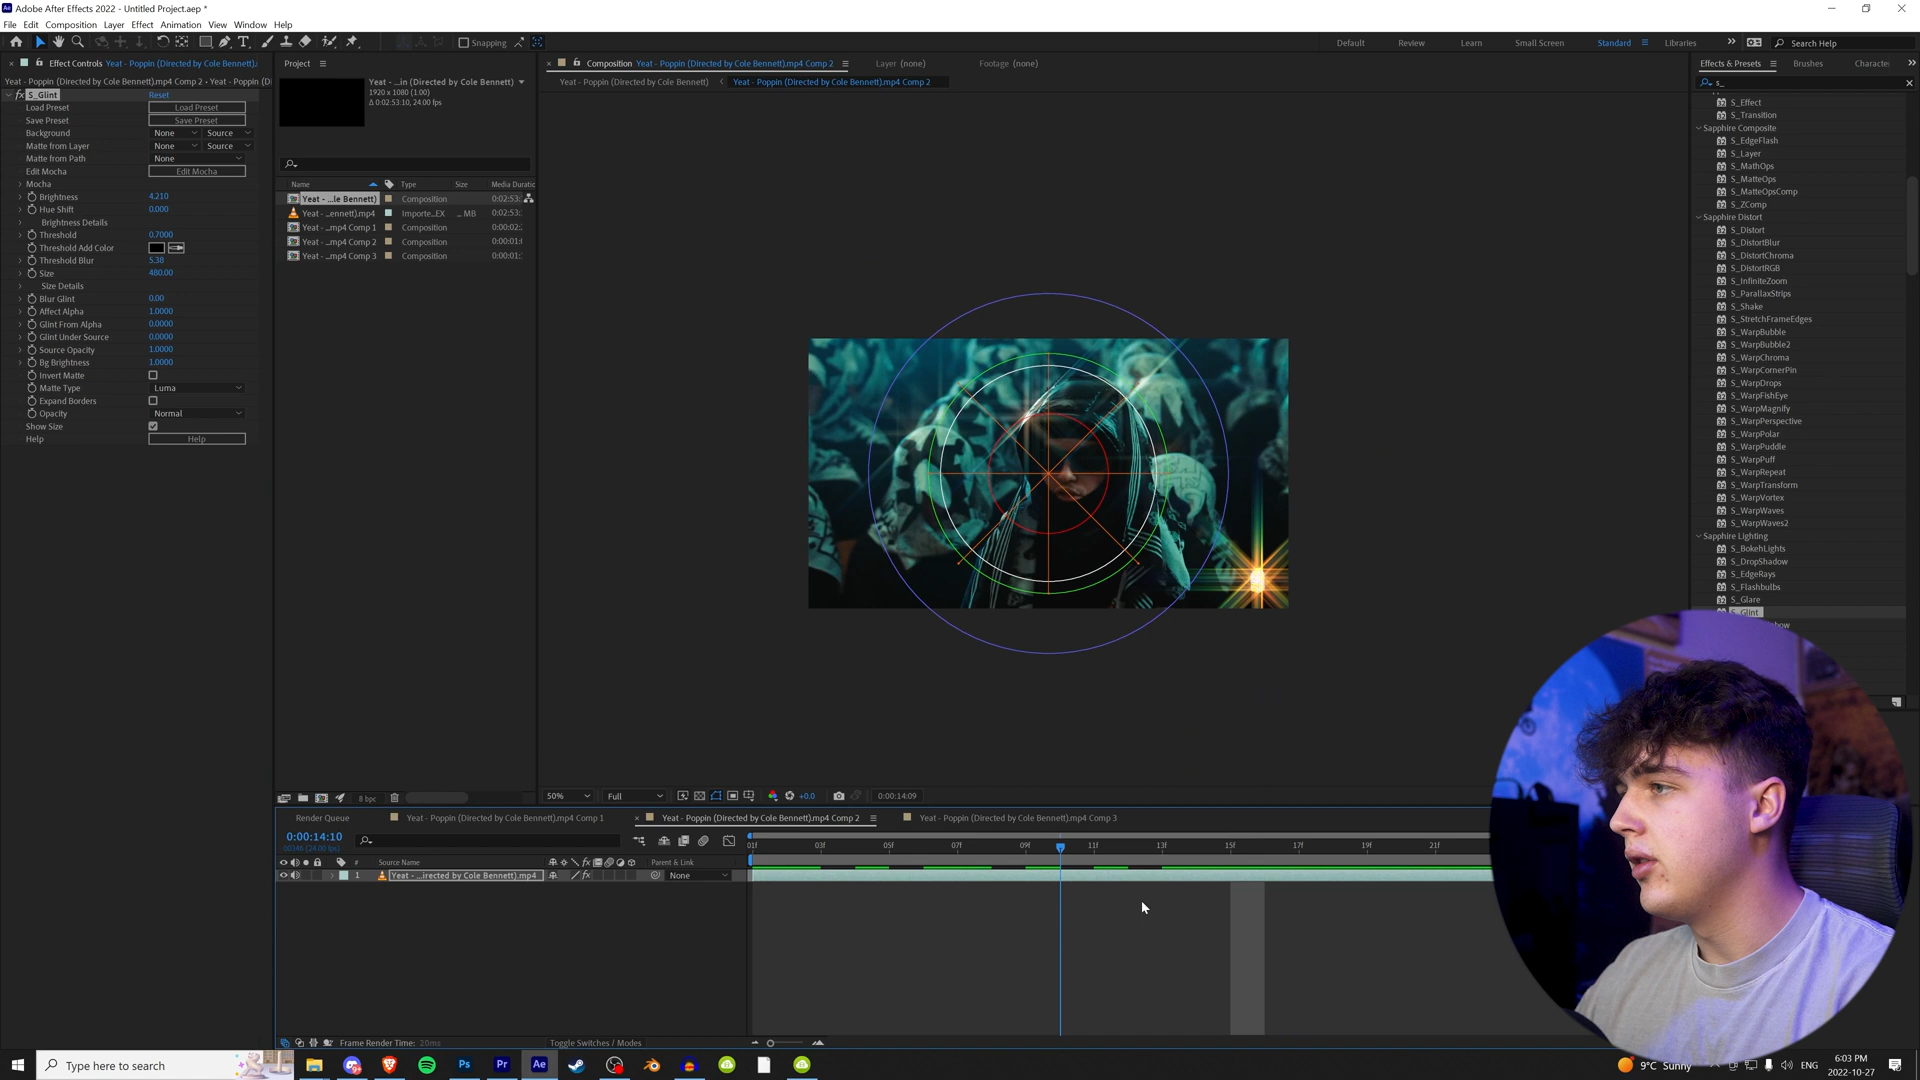 Adobe After Effects 2022 - Untitled Project.aep *
File Edit Composition Layer Effect Animation View Window Help
Snapping
Default Review Learn Small Screen Standard Libraries Search Help
Effect Controls Yeat - Poppin (Directed by Cole Bennett).
Yeat - Poppin (Directed by Cole Bennett).mp4 Comp 2 • Yeat - Poppin (D
fx S_Glint Reset
Load Preset Load Preset
Save Preset Save Preset
Background None Source
Matte from Layer None Source
Matte from Path None
Edit Mocha Edit Mocha
Mocha
Brightness 4.210
Hue Shift 0.000
Brightness Details
Threshold 0.7000
Threshold Add Color
Threshold Blur 5.38
Size 480.00
Size Details
Blur Glint 0.00
Affect Alpha 1.0000
Glint From Alpha 0.0000
Glint Under Source 0.0000
Source Opacity 1.0000
Bg Brightness 1.0000
Invert Matte
Matte Type Luma
Expand Borders
Opacity Normal
Show Size
Help Help
Project
Yeat - ...in (Directed by Cole Bennett)
1920 x 1080 (1.00)
Δ 0:02:53:10, 24.00 fps
Name Type Size Media Duratic
Yeat - ...le Bennett) Composition 0:02:53:
Yeat - ...ennett).mp4 Importe...EX ... MB 0:02:53:
Yeat - ...mp4 Comp 1 Composition 0:00:02:
Yeat - ...mp4 Comp 2 Composition 0:00:01:
Yeat - ...mp4 Comp 3 Composition 0:00:01:
8 bpc
Composition Yeat - Poppin (Directed by Cole Bennett).mp4 Comp 2
Layer (none)
Footage (none)
Yeat - Poppin (Directed by Cole Bennett) Yeat - Poppin (Directed by Cole Bennett).mp4 Comp 2
50% Full +0.0 0:00:14:09
Effects & Presets Brushes Character
s_
S_Effect
S_Transition
Sapphire Composite
S_EdgeFlash
S_Layer
S_MathOps
S_MatteOps
S_MatteOpsComp
S_ZComp
Sapphire Distort
S_Distort
S_DistortBlur
S_DistortChroma
S_DistortRGB
S_InfiniteZoom
S_ParallaxStrips
S_Shake
S_StretchFrameEdges
S_WarpBubble
S_WarpBubble2
S_WarpChroma
S_WarpCornerPin
S_WarpDrops
S_WarpFishEye
S_WarpMagnify
S_WarpPerspective
S_WarpPolar
S_WarpPuddle
S_WarpPuff
S_WarpRepeat
S_WarpTransform
S_WarpVortex
S_WarpWaves
S_WarpWaves2
Sapphire Lighting
S_BokehLights
S_DropShadow
S_EdgeRays
S_Flashbulbs
S_Glare
S_Glint
Render Queue
Yeat - Poppin (Directed by Cole Bennett).mp4 Comp 1
Yeat - Poppin (Directed by Cole Bennett).mp4 Comp 2
Yeat - Poppin (Directed by Cole Bennett).mp4 Comp 3
0:00:14:10
00346 (24.00 fps)
01f 03f 05f 07f 09f 11f 13f 15f 17f 19f 21f
# Source Name Parent & Link
1 Yeat - ...irected by Cole Bennett).mp4 None
Frame Render Time: 20ms
Toggle Switches / Modes
Type here to search
Ps Pr Ae
9°C Sunny
ENG
6:03 PM
2022-10-27